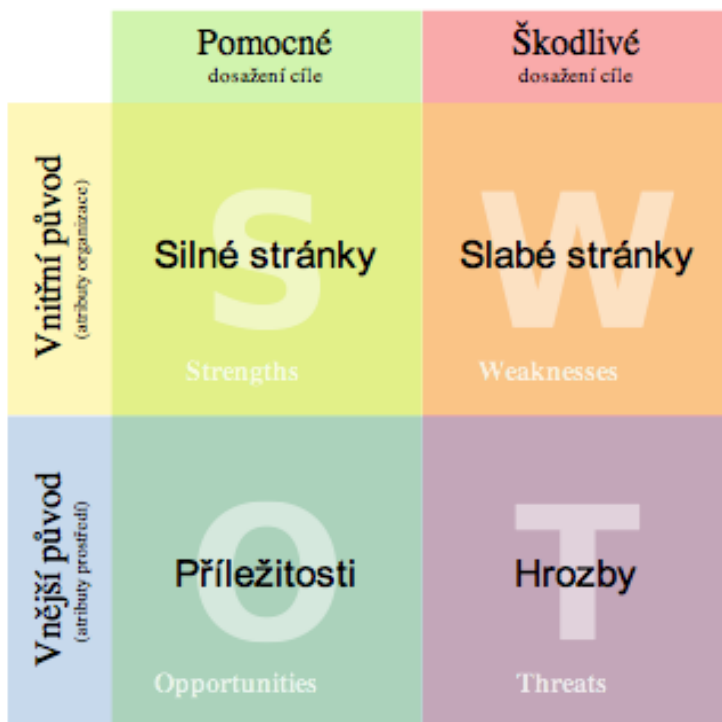 Pomocné
dosažení cíle
Škodlivé
dosažení cíle
Vnitřní původ
(atributy organizace)
S
Silné stránky
Strengths
W
Slabé stránky
Weaknesses
Vnější původ
(atributy prostředí)
O
Příležitosti
Opportunities
T
Hrozby
Threats